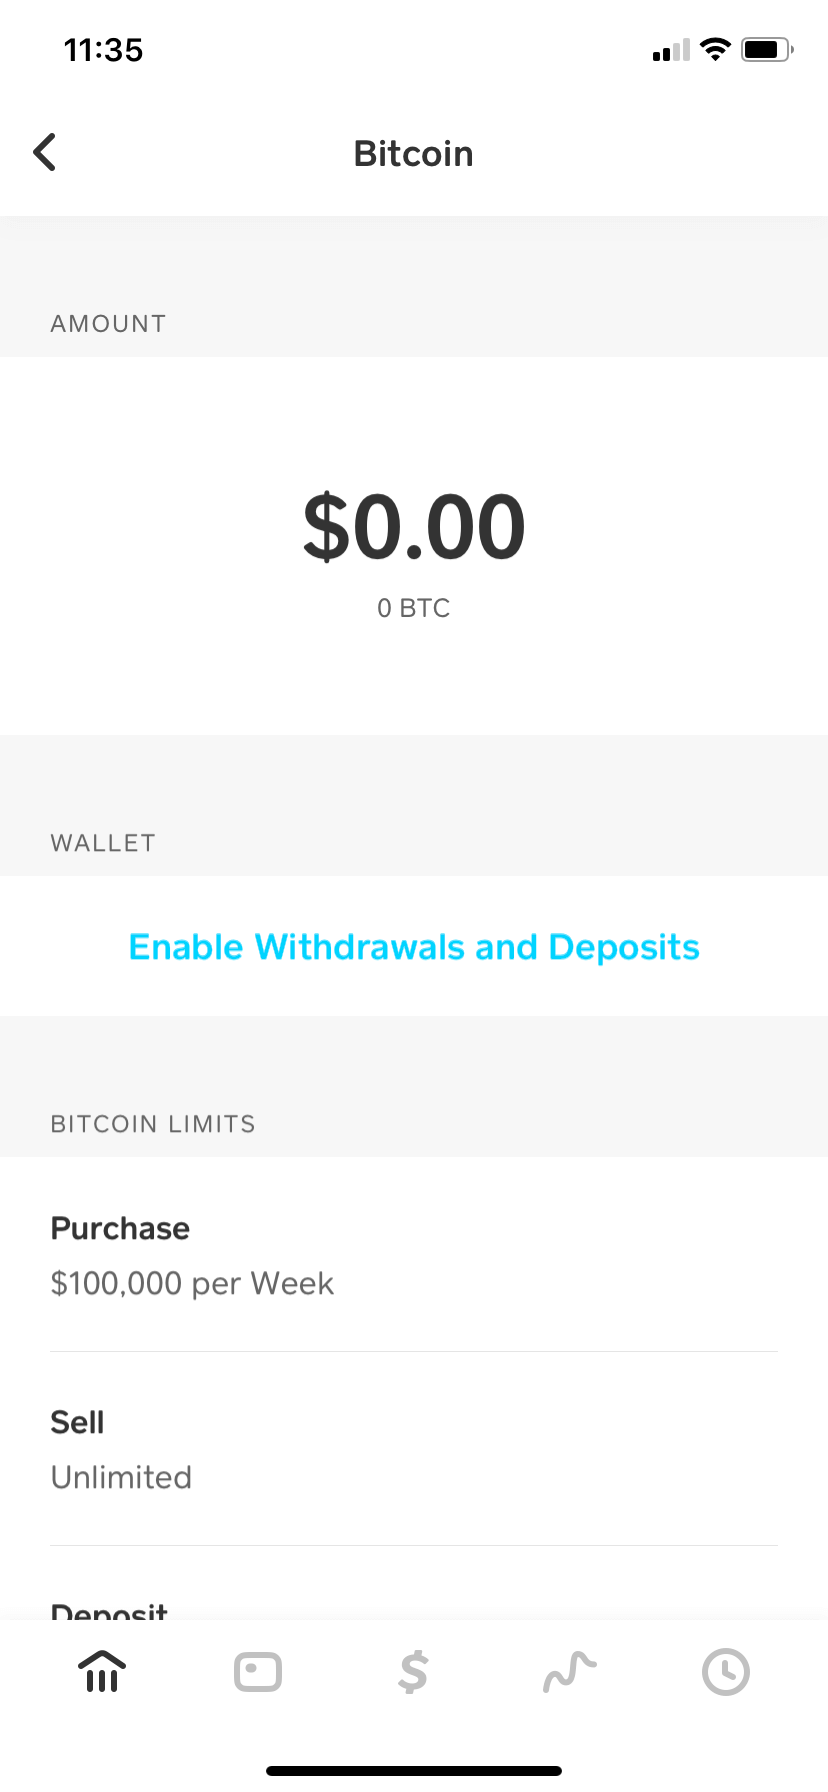 11:35
Bitcoin
AMOUNT
$0.00
0 BTC
WALLET
Enable Withdrawals and Deposits
BITCOIN LIMITS
Purchase
$100,000 per Week
Sell
Unlimited
Deposit
$